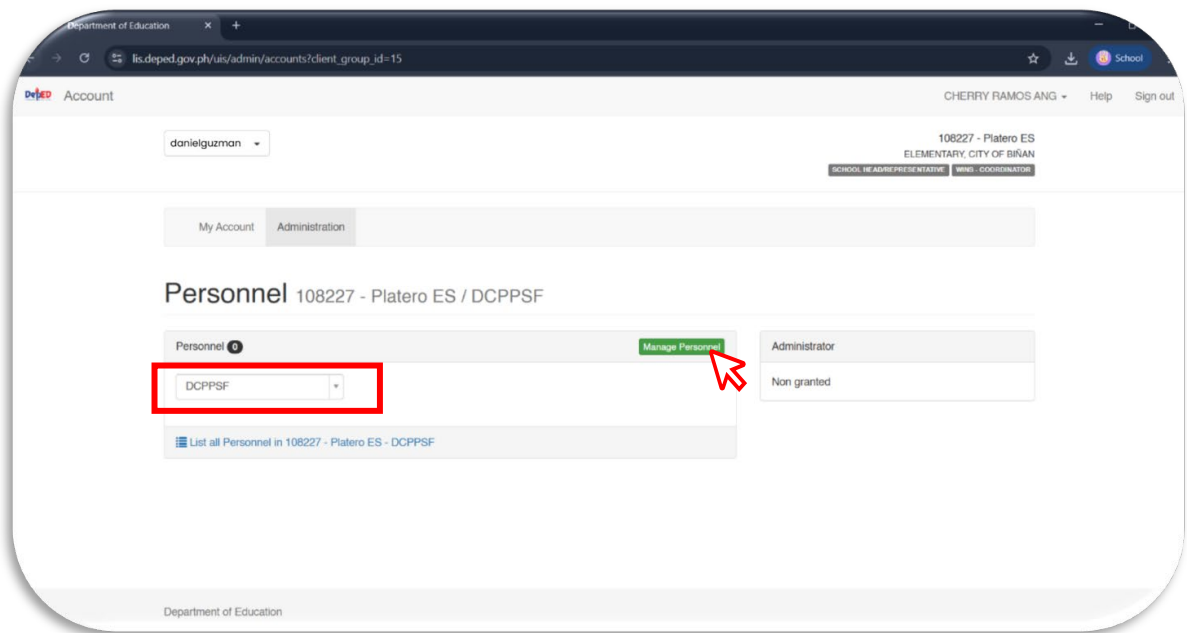 Department of Education × +
lis.deped.gov.ph/uis/admin/accounts?client_group_id=15
School
DepED Account
CHERRY RAMOS ANG Help Sign out
danielguzman
108227 - Platero ES
ELEMENTARY, CITY OF BIÑAN
SCHOOL HEAD/REPRESENTATIVE WINS - COORDINATOR
My Account Administration
Personnel 108227 - Platero ES / DCPPSF
Personnel 0 Manage Personnel
Administrator
DCPPSF
Non granted
List all Personnel in 108227 - Platero ES - DCPPSF
Department of Education